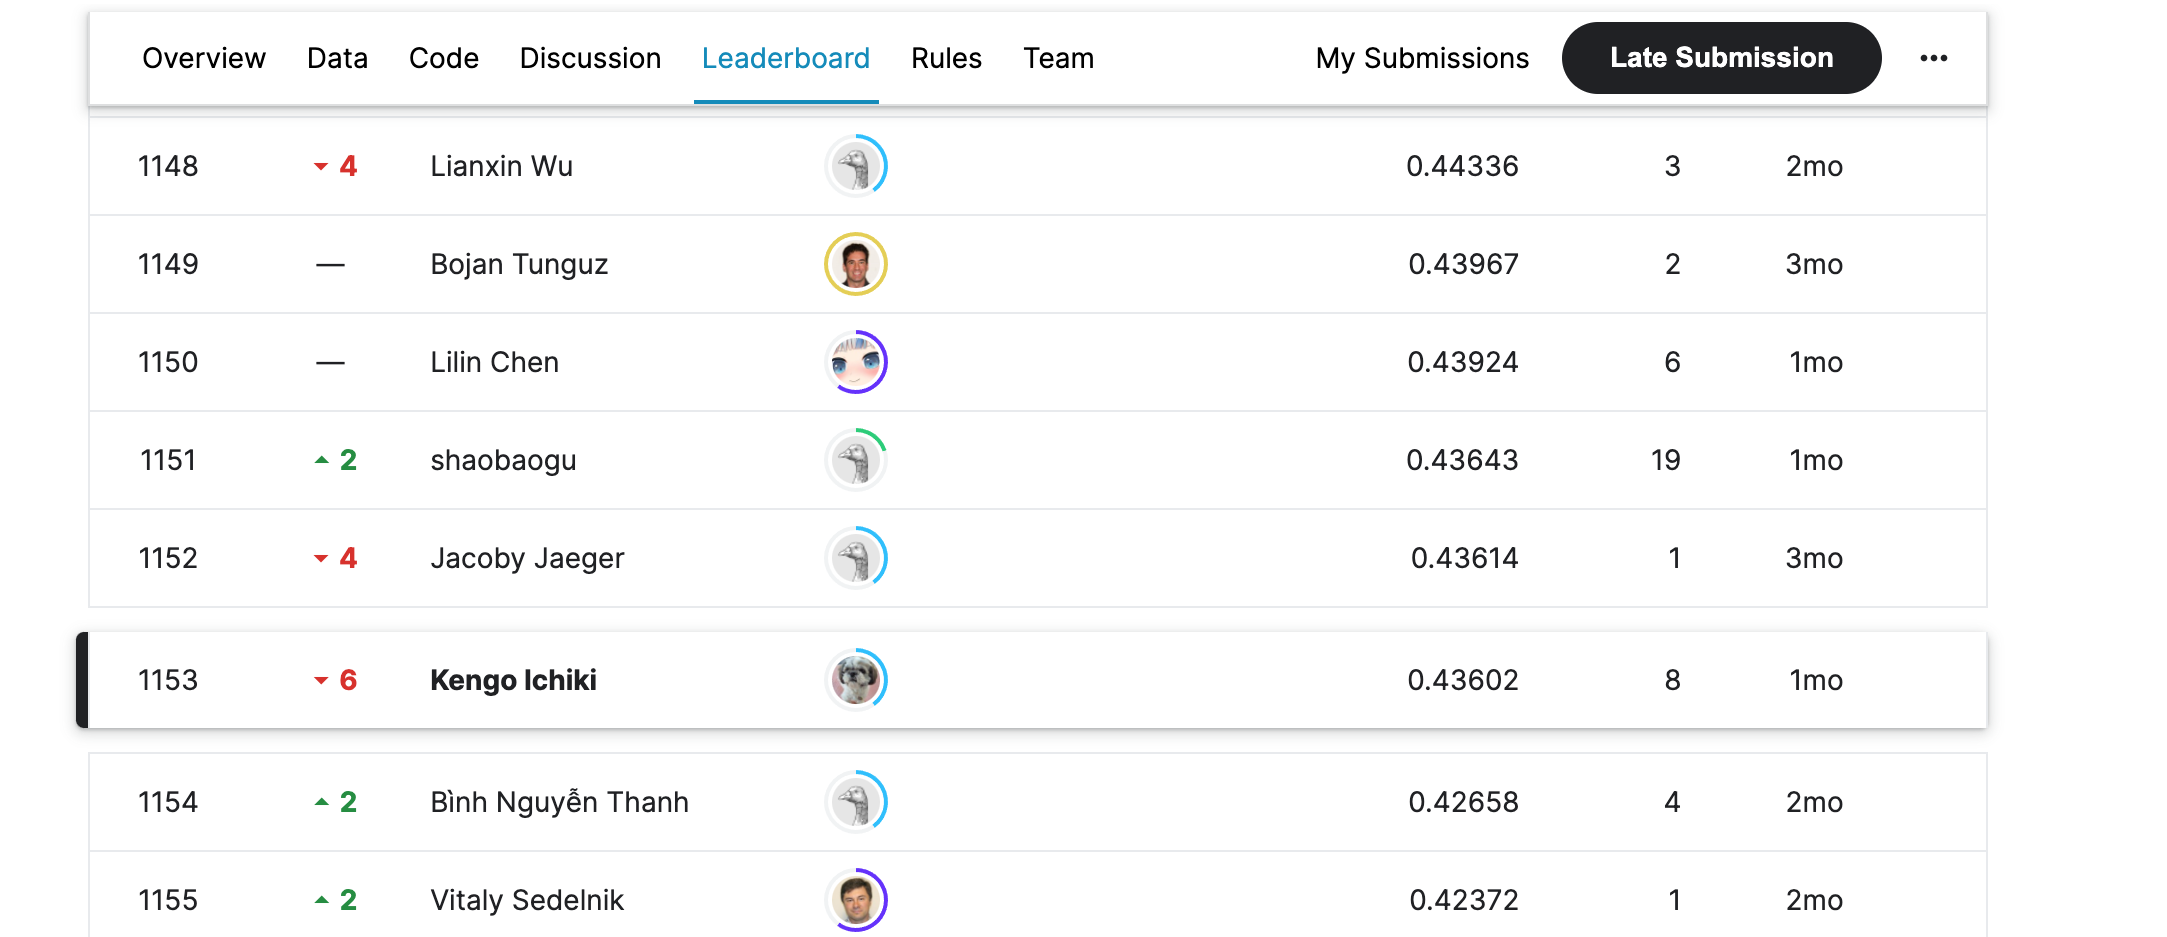 Overview Data Code Discussion Leaderboard Rules Team My Submissions Late Submission
1148 4 Lianxin Wu 0.44336 3 2mo
1149 — Bojan Tunguz 0.43967 2 3mo
1150 — Lilin Chen 0.43924 6 1mo
1151 2 shaobaogu 0.43643 19 1mo
1152 4 Jacoby Jaeger 0.43614 1 3mo
1153 6 Kengo Ichiki 0.43602 8 1mo
1154 2 Bình Nguyễn Thanh 0.42658 4 2mo
1155 2 Vitaly Sedelnik 0.42372 1 2mo